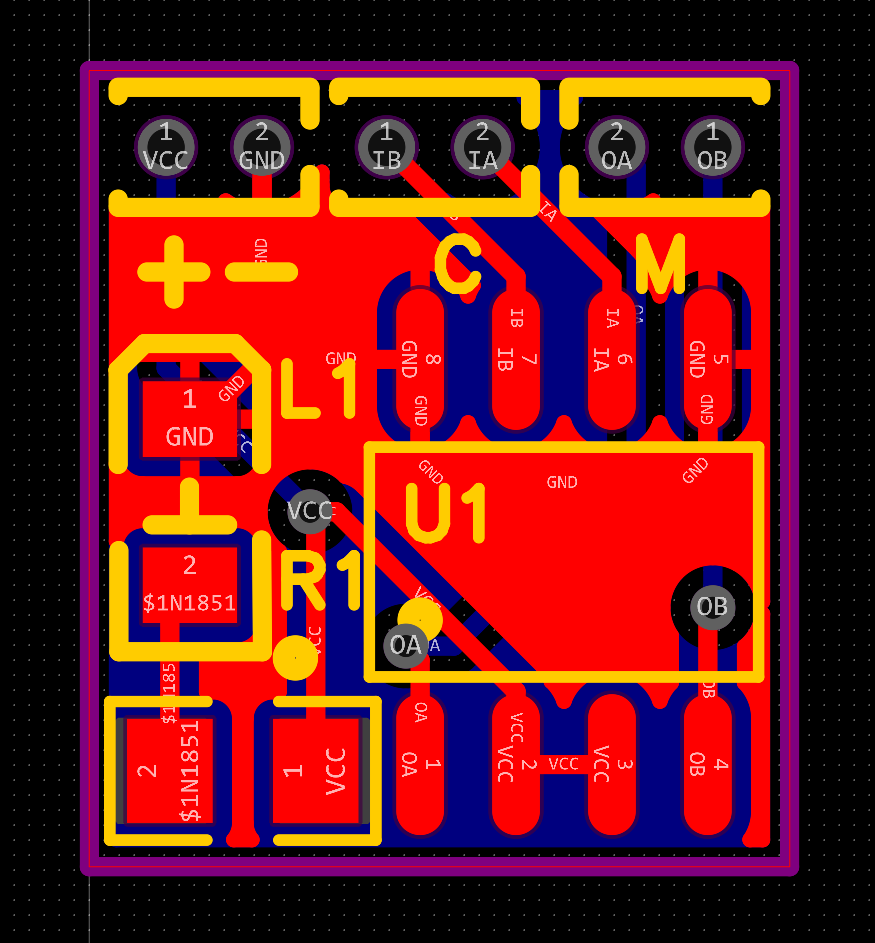 1 2 1 2 2 1
VCC GND IB IA OA OB
IA
+ - GND C M
IB IA OA
GND
GND 8 IB 7 IA 6 GND 5
L1
GND
1
GND
GND GND
GND GND GND
VCC U1
2
$1N1851
R1
VCC
OA
OB
$1N1851
OA VCC OB
2 $1N1851
1 VCC
OA 1 VCC 2 VCC VCC 3 OB 4